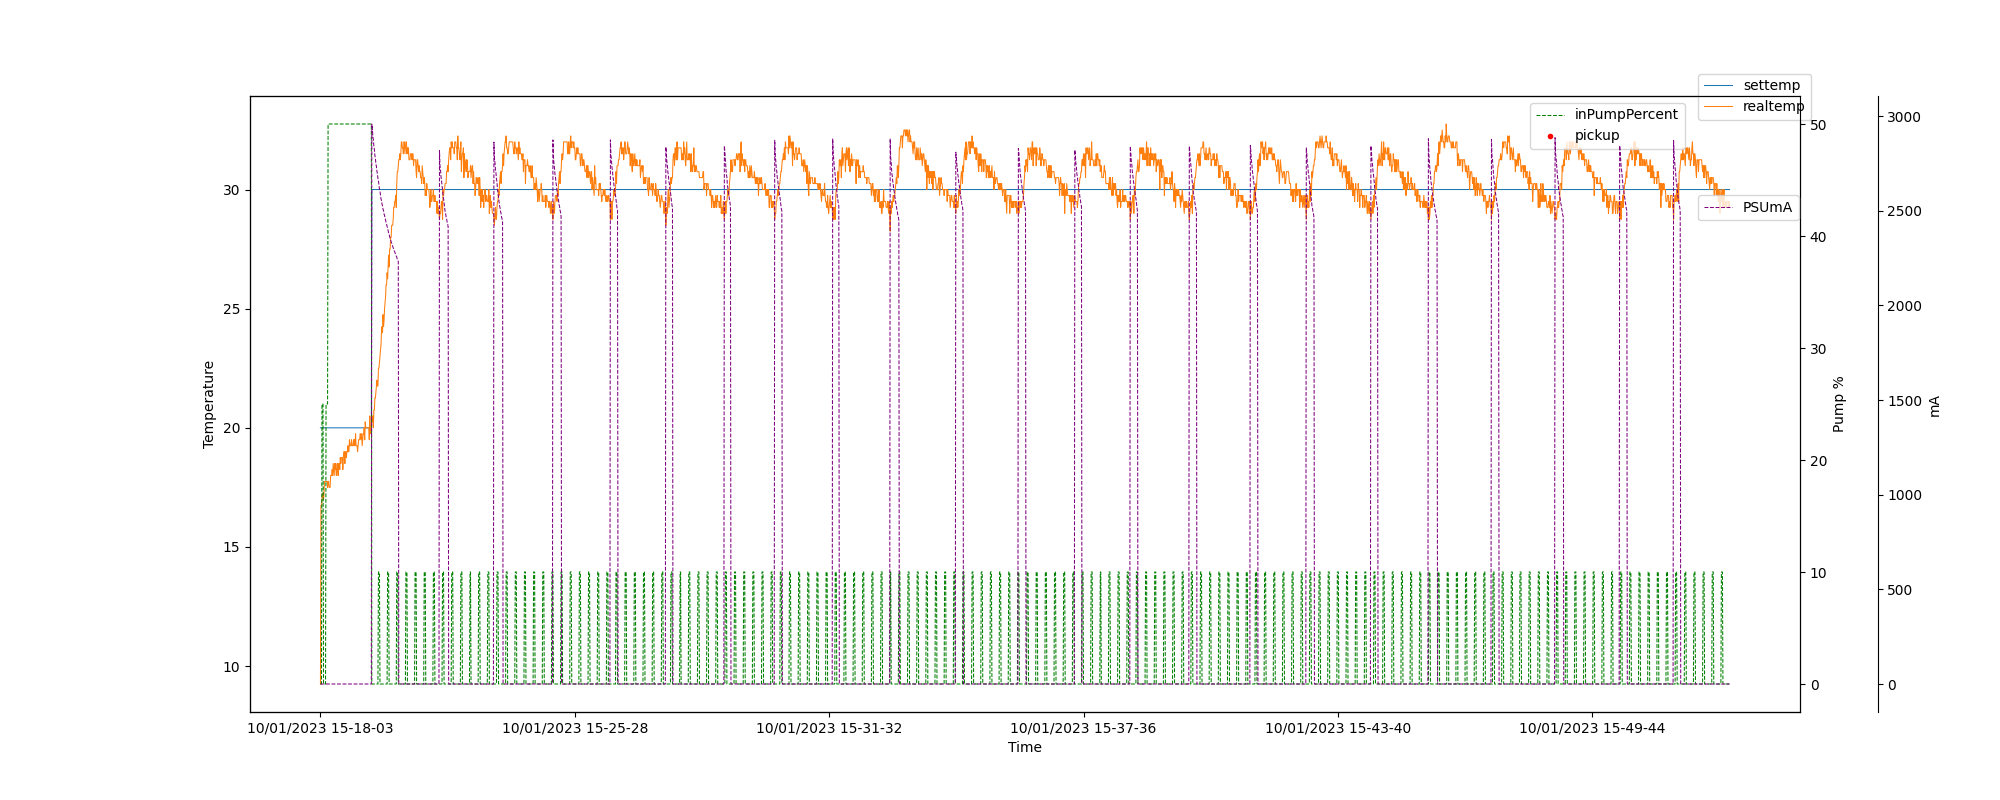 settemp
realtemp
inPumpPercent
pickup
PSUmA
30
25
20
15
10
Temperature
50
40
30
20
10
0
Pump %
3000
2500
2000
1500
1000
500
0
mA
10/01/2023 15-18-03
10/01/2023 15-25-28
10/01/2023 15-31-32
10/01/2023 15-37-36
10/01/2023 15-43-40
10/01/2023 15-49-44
Time